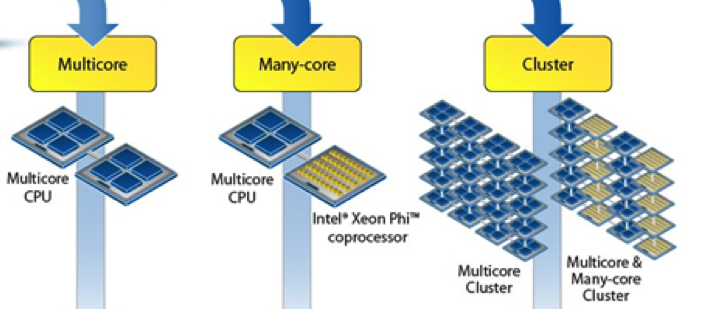 Multicore
Many-core
Cluster
Multicore
CPU
Multicore
CPU
Intel® Xeon Phi™
coprocessor
Multicore
Cluster
Multicore &
Many-core
Cluster